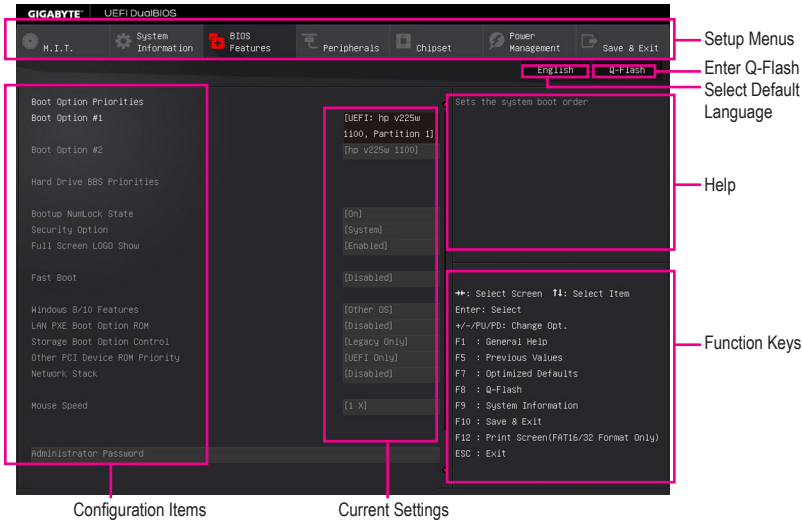 GIGABYTE™ UEFI DualBIOS
M.I.T. System Information BIOS Features Peripherals Chipset Power Management Save & Exit
Setup Menus
English Q-Flash
Enter Q-Flash
Select Default Language
Boot Option Priorities
Boot Option #1 [UEFI: hp v225w 1100, Partition 1]
Boot Option #2 [hp v225w 1100]
Hard Drive BBS Priorities
Bootup NumLock State [On]
Security Option [System]
Full Screen LOGO Show [Enabled]
Fast Boot [Disabled]
Windows 8/10 Features [Other OS]
LAN PXE Boot Option ROM [Disabled]
Storage Boot Option Control [Legacy Only]
Other PCI Device ROM Priority [UEFI Only]
Network Stack [Disabled]
Mouse Speed [1 X]
Administrator Password
Sets the system boot order
Help
→←: Select Screen ↑↓: Select Item
Enter: Select
+/-/PU/PD: Change Opt.
F1 : General Help
F5 : Previous Values
F7 : Optimized Defaults
F8 : Q-Flash
F9 : System Information
F10 : Save & Exit
F12 : Print Screen(FAT16/32 Format Only)
ESC : Exit
Function Keys
Configuration Items
Current Settings